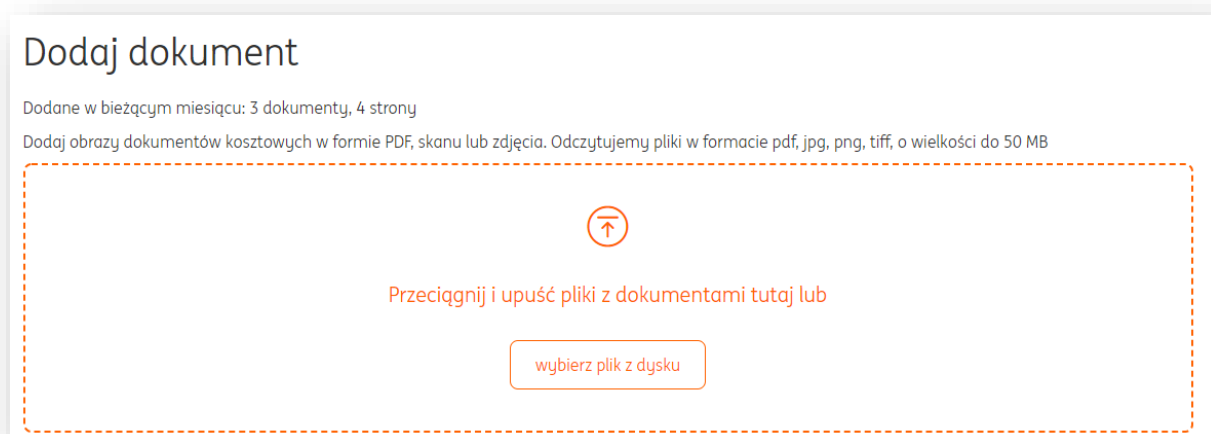 Dodaj dokument
Dodane w bieżącym miesiącu: 3 dokumenty, 4 strony
Dodaj obrazy dokumentów kosztowych w formie PDF, skanu lub zdjęcia. Odczytujemy pliki w formacie pdf, jpg, png, tiff, o wielkości do 50 MB
Przeciągnij i upuść pliki z dokumentami tutaj lub
wybierz plik z dysku